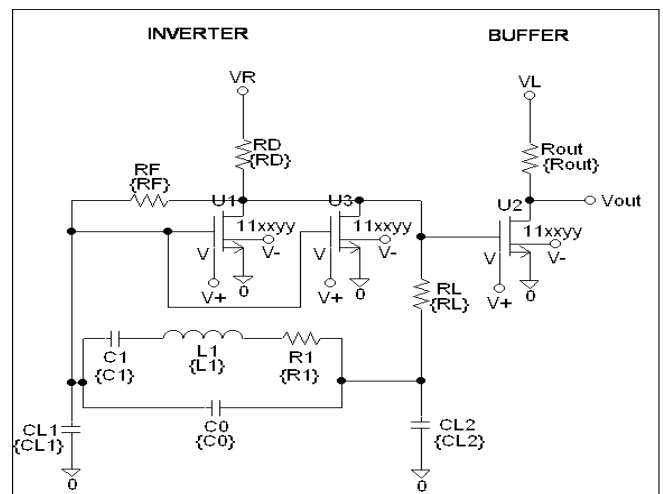 INVERTER BUFFER
VR VL
RD
{RD}
Rout
{Rout}
RF
{RF}
U1 U3 U2
Vout
11xxyy 11xxyy 11xxyy
V V V
V- V- V-
V+ V+ V+
0 0 0
RL
{RL}
C1
{C1}
L1
{L1}
R1
{R1}
C0
{C0}
CL1
{CL1}
CL2
{CL2}
0 0